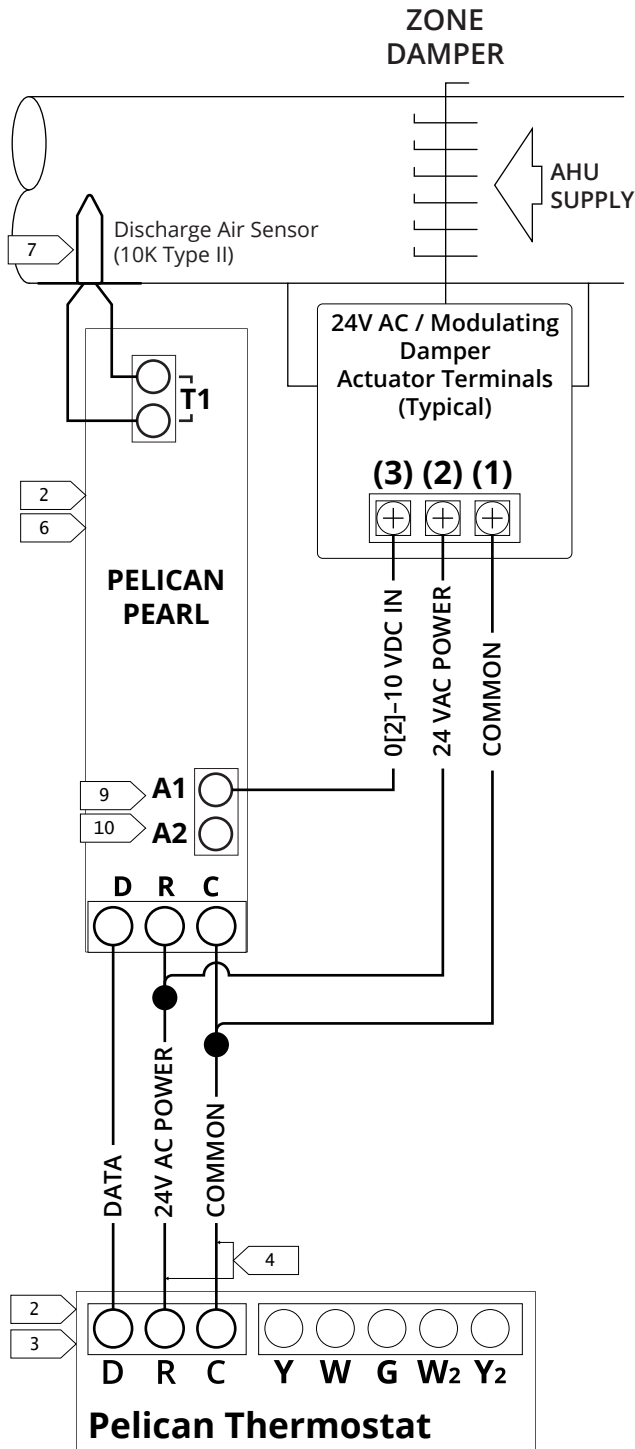 ZONE
DAMPER
AHU
SUPPLY
Discharge Air Sensor
(10K Type II)
7
24V AC / Modulating
Damper
Actuator Terminals
(Typical)
T1
(3) (2) (1)
2
6
PELICAN
PEARL
0[2]–10 VDC IN
24 VAC POWER
COMMON
9
A1
10
A2
D R C
DATA
24V AC POWER
COMMON
4
2
3
D R C Y W G W2 Y2
Pelican Thermostat